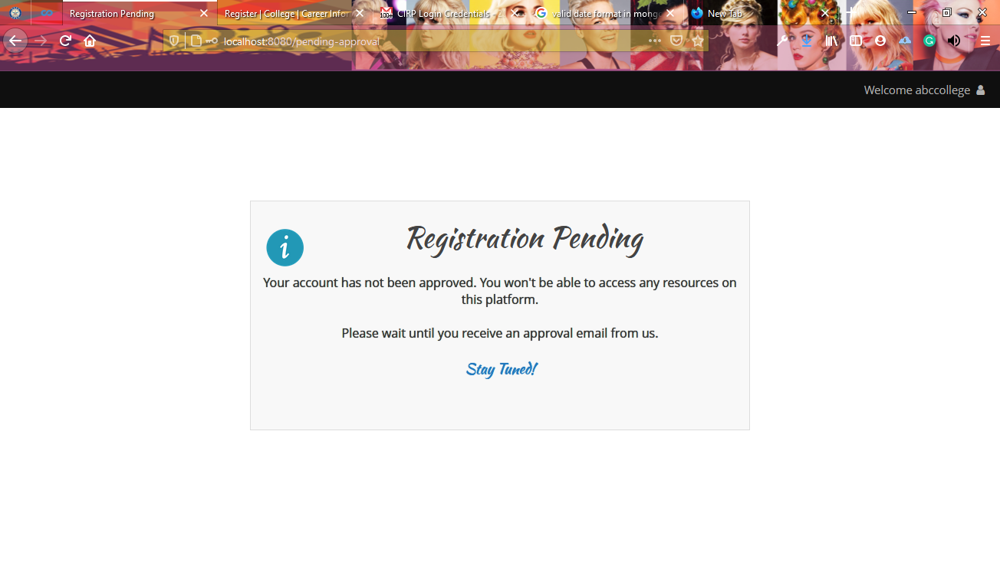 Registration Pending
Register | College | Career Infor
CIRP Login Credentials - 2
valid date format in mongo
New Tab
localhost:8080/pending-approval
Welcome abccollege
Registration Pending
Your account has not been approved. You won't be able to access any resources on
this platform.
Please wait until you receive an approval email from us.
Stay Tuned!